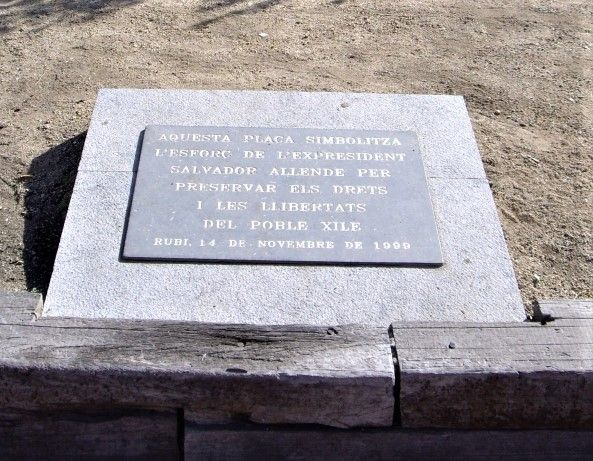 AQUESTA PLAÇA SIMBOLITZA
L'ESFORÇ DE L'EXPRESIDENT
SALVADOR ALLENDE PER
PRESERVAR ELS DRETS
I LES LLIBERTATS
DEL POBLE XILE
RUBI, 14 DE NOVEMBRE DE 1999